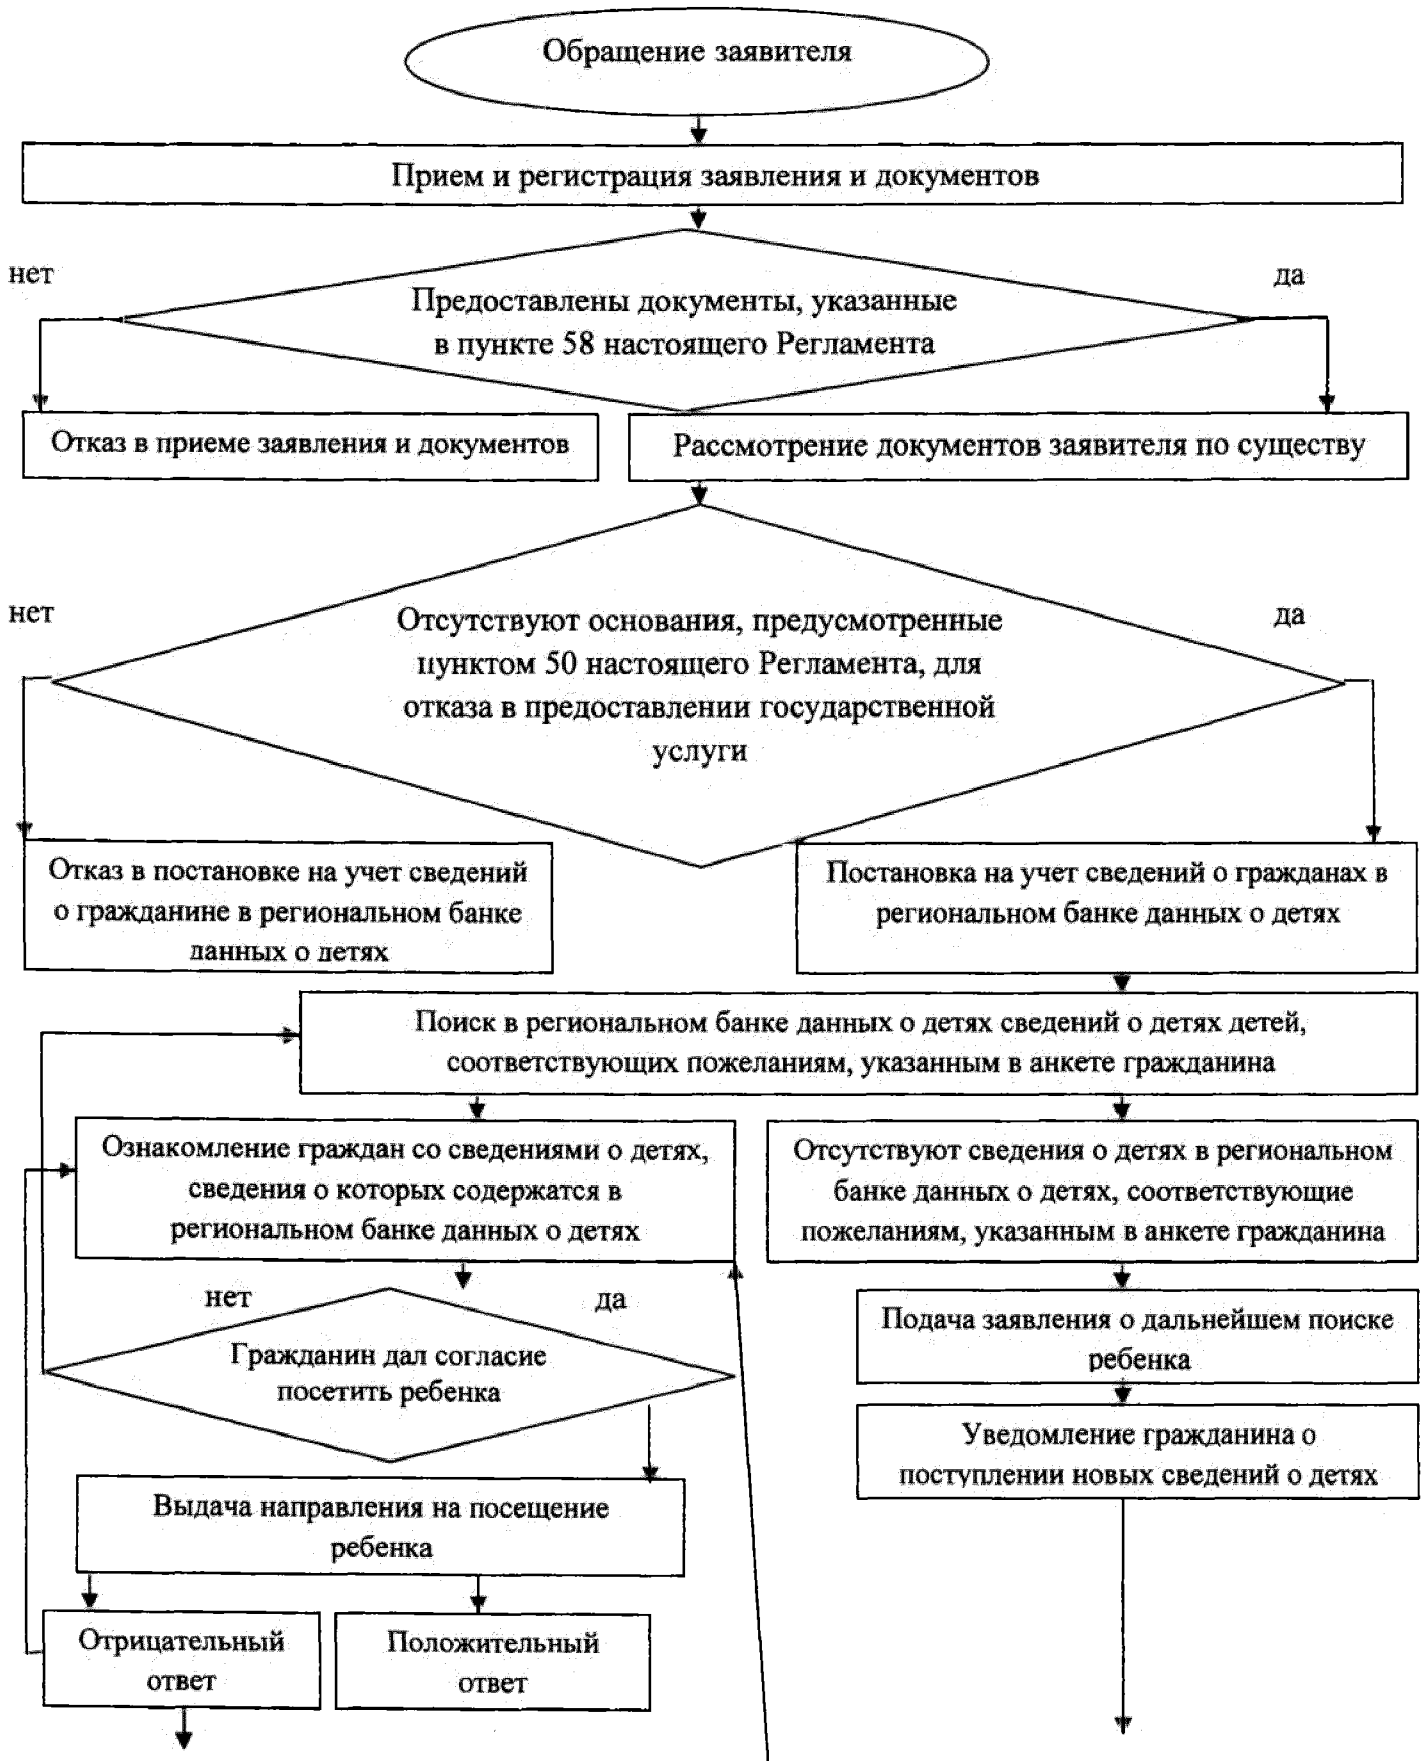 Обращение заявителя
Прием и регистрация заявления и документов
нет
да
Предоставлены документы, указанные
в пункте 58 настоящего Регламента
Отказ в приеме заявления и документов
Рассмотрение документов заявителя по существу
нет
да
Отсутствуют основания, предусмотренные
пунктом 50 настоящего Регламента, для
отказа в предоставлении государственной
услуги
Отказ в постановке на учет сведений
о гражданине в региональном банке
данных о детях
Постановка на учет сведений о гражданах в
региональном банке данных о детях
Поиск в региональном банке данных о детях сведений о детях детей,
соответствующих пожеланиям, указанным в анкете гражданина
Ознакомление граждан со сведениями о детях,
сведения о которых содержатся в
региональном банке данных о детях
Отсутствуют сведения о детях в региональном
банке данных о детях, соответствующие
пожеланиям, указанным в анкете гражданина
нет
да
Гражданин дал согласие
посетить ребенка
Подача заявления о дальнейшем поиске
ребенка
Уведомление гражданина о
поступлении новых сведений о детях
Выдача направления на посещение
ребенка
Отрицательный
ответ
Положительный
ответ